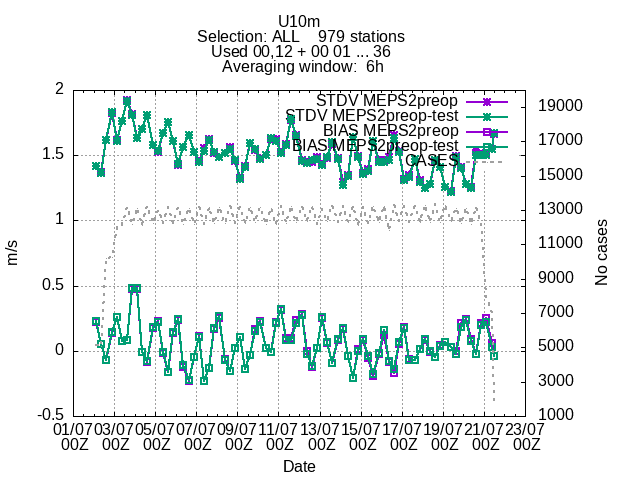 U10m
Selection: ALL    979 stations
Used 00,12 + 00 01 ... 36
Averaging window:  6h
STDV MEPS2preop
STDV MEPS2preop-test
BIAS MEPS2preop
BIAS MEPS2preop-test
CASES
2
1.5
1
0.5
0
-0.5
m/s
19000
17000
15000
13000
11000
9000
7000
5000
3000
1000
No cases
01/07 03/07 05/07 07/07 09/07 11/07 13/07 15/07 17/07 19/07 21/07 23/07
00Z 00Z 00Z 00Z 00Z 00Z 00Z 00Z 00Z 00Z 00Z 00Z
Date